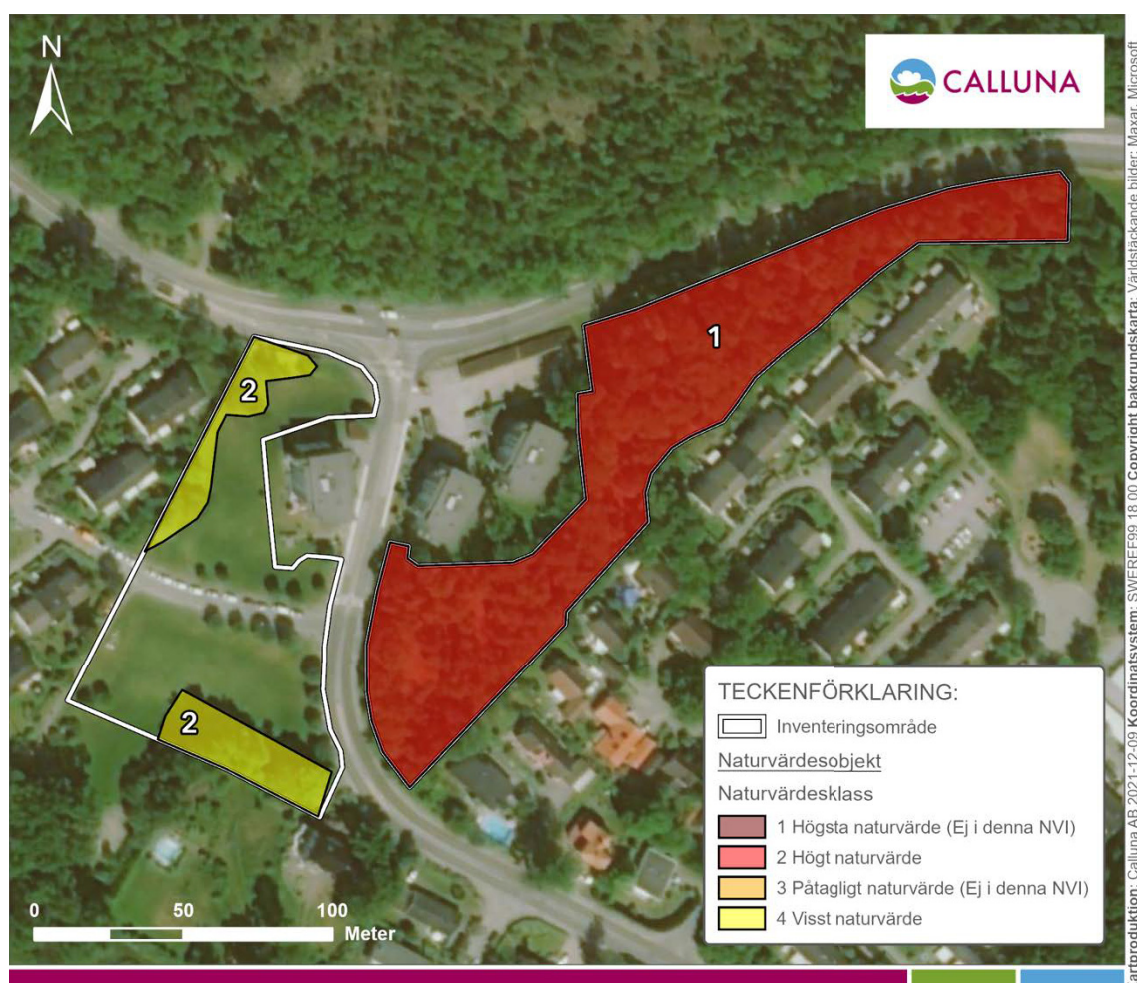 N
CALLUNA
1
2
2
TECKENFÖRKLARING:
Inventeringsområde
Naturvärdesobjekt
Naturvärdesklass
1 Högsta naturvärde (Ej i denna NVI)
2 Högt naturvärde
3 Påtagligt naturvärde (Ej i denna NVI)
4 Visst naturvärde
0 50 100
Meter
artproduktion: Calluna AB 2021-12-09 Koordinatsystem: SWEREF99 18 00 Copyright bakgrundskarta: Världstäckande bilder: Maxar, Microsoft